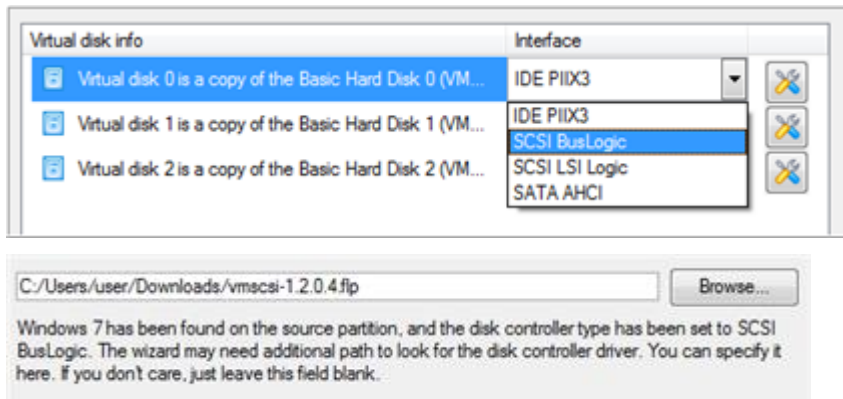 Virtual disk info Interface
Virtual disk 0 is a copy of the Basic Hard Disk 0 (VM... IDE PIIX3
IDE PIIX3
Virtual disk 1 is a copy of the Basic Hard Disk 1 (VM...
SCSI BusLogic
Virtual disk 2 is a copy of the Basic Hard Disk 2 (VM... SCSI LSI Logic
SATA AHCI
C:/Users/user/Downloads/vmscsi-1.2.0.4.flp Browse...
Windows 7 has been found on the source partition, and the disk controller type has been set to SCSI
BusLogic. The wizard may need additional path to look for the disk controller driver. You can specify it
here. If you don't care, just leave this field blank.